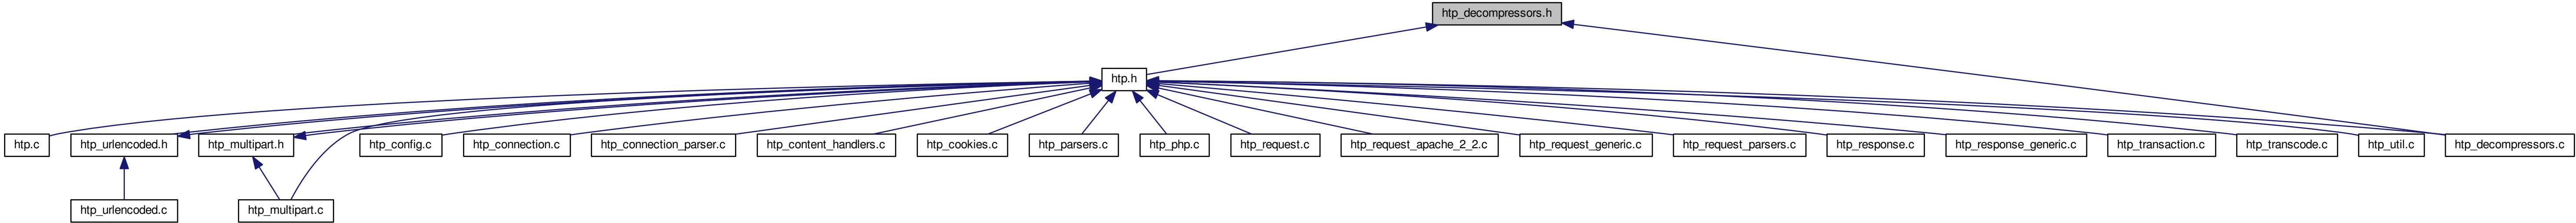 htp_decompressors.h
htp.h
htp.c
htp_urlencoded.h
htp_multipart.h
htp_config.c
htp_connection.c
htp_connection_parser.c
htp_content_handlers.c
htp_cookies.c
htp_parsers.c
htp_php.c
htp_request.c
htp_request_apache_2_2.c
htp_request_generic.c
htp_request_parsers.c
htp_response.c
htp_response_generic.c
htp_transaction.c
htp_transcode.c
htp_util.c
htp_decompressors.c
htp_urlencoded.c
htp_multipart.c